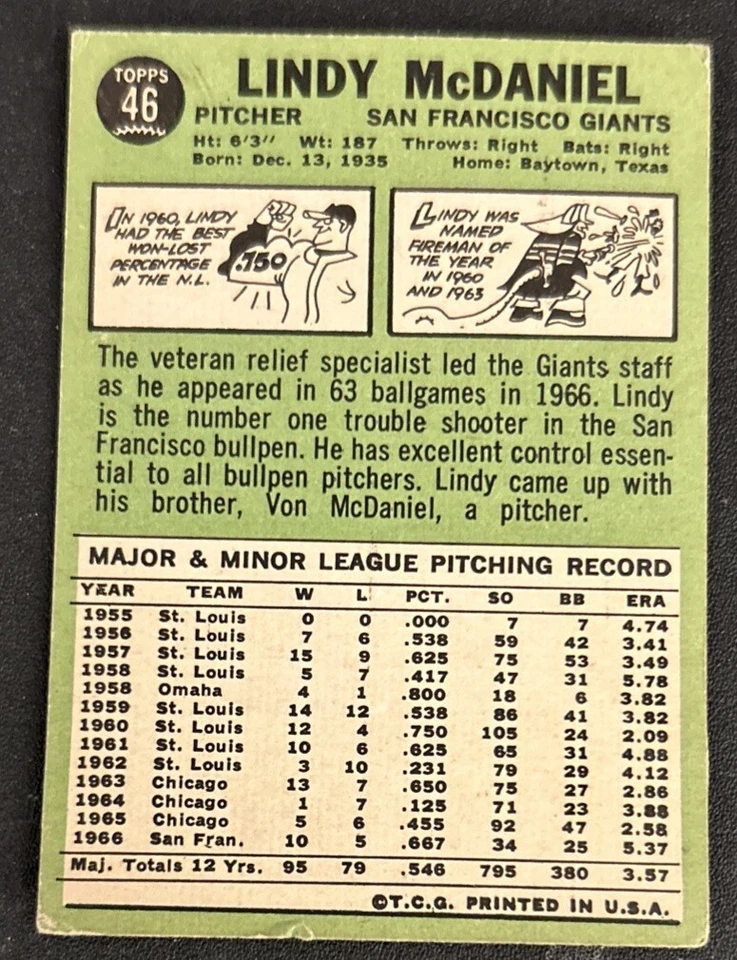 TOPPS
46
LINDY McDANIEL
PITCHER SAN FRANCISCO GIANTS
Ht: 6'3" Wt: 187 Throws: Right Bats: Right
Born: Dec. 13, 1935 Home: Baytown, Texas
IN 1960, LINDY
HAD THE BEST
WON-LOST
PERCENTAGE
IN THE N.L.
.750
LINDY WAS
NAMED
FIREMAN OF
THE YEAR
IN 1960
AND 1963
The veteran relief specialist led the Giants staff
as he appeared in 63 ballgames in 1966. Lindy
is the number one trouble shooter in the San
Francisco bullpen. He has excellent control essen-
tial to all bullpen pitchers. Lindy came up with
his brother, Von McDaniel, a pitcher.
MAJOR & MINOR LEAGUE PITCHING RECORD
YEAR TEAM W L PCT. SO BB ERA
1955 St. Louis 0 0 .000 7 7 4.74
1956 St. Louis 7 6 .538 59 42 3.41
1957 St. Louis 15 9 .625 75 53 3.49
1958 St. Louis 5 7 .417 47 31 5.78
1958 Omaha 4 1 .800 18 6 3.82
1959 St. Louis 14 12 .538 86 41 3.82
1960 St. Louis 12 4 .750 105 24 2.09
1961 St. Louis 10 6 .625 65 31 4.88
1962 St. Louis 3 10 .231 79 29 4.12
1963 Chicago 13 7 .650 75 27 2.86
1964 Chicago 1 7 .125 71 23 3.88
1965 Chicago 5 6 .455 92 47 2.58
1966 San Fran. 10 5 .667 34 25 5.37
Maj. Totals 12 Yrs. 95 79 .546 795 380 3.57
©T.C.G. PRINTED IN U.S.A.